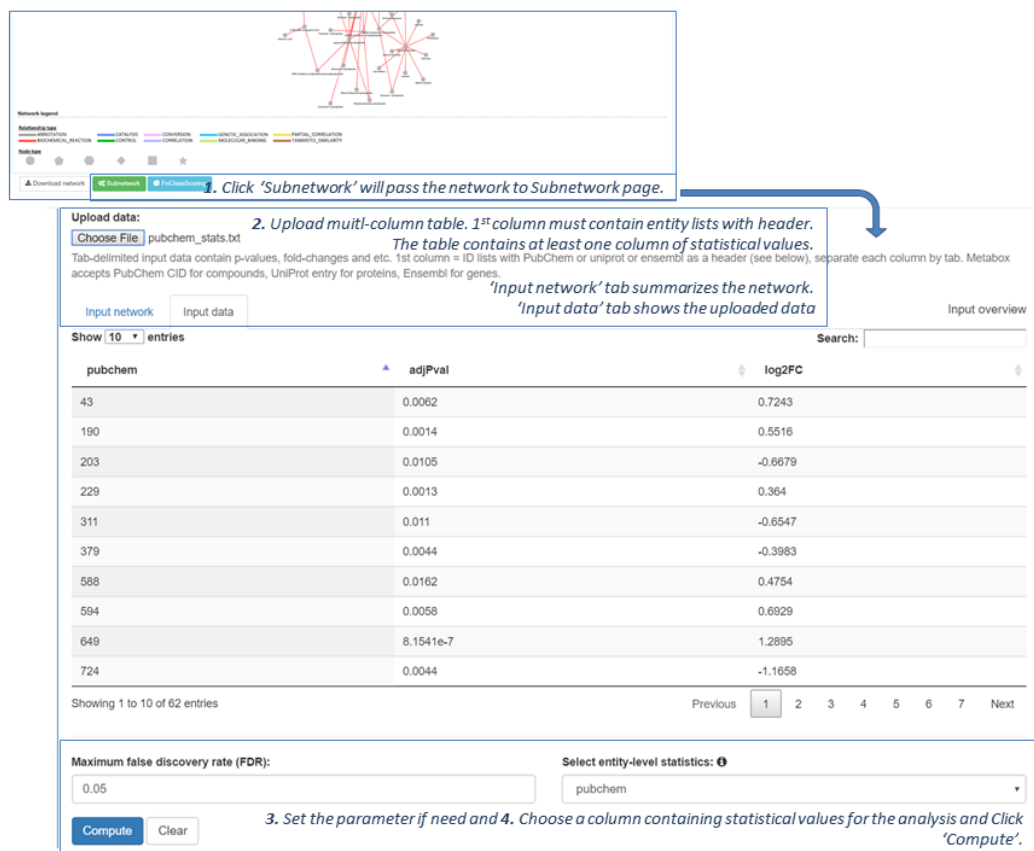 Network legend
Relationship type
ANNOTATION CATALYSIS CONVERSION GENETIC_ASSOCIATION PARTIAL_CORRELATION
BIOCHEMICAL_REACTION CONTROL CORRELATION MOLECULAR_BINDING TANIMOTO_SIMILARITY
Node type
Download network Subnetwork FnClassScoring
1. Click ‘Subnetwork’ will pass the network to Subnetwork page.
Upload data:
Choose File pubchem_stats.txt
2. Upload muitl-column table. 1st column must contain entity lists with header.
The table contains at least one column of statistical values.
Tab-delimited input data contain p-values, fold-changes and etc. 1st column = ID lists with PubChem or uniprot or ensembl as a header (see below), separate each column by tab. Metabox
accepts PubChem CID for compounds, UniProt entry for proteins, Ensembl for genes.
‘Input network’ tab summarizes the network.
‘Input data’ tab shows the uploaded data
Input network Input data Input overview
Show 10 entries Search:
pubchem adjPval log2FC
43 0.0062 0.7243
190 0.0014 0.5516
203 0.0105 -0.6679
229 0.0013 0.364
311 0.011 -0.6547
379 0.0044 -0.3983
588 0.0162 0.4754
594 0.0058 0.6929
649 8.1541e-7 1.2895
724 0.0044 -1.1658
Showing 1 to 10 of 62 entries Previous 1 2 3 4 5 6 7 Next
Maximum false discovery rate (FDR): Select entity-level statistics:
0.05 pubchem
3. Set the parameter if need and 4. Choose a column containing statistical values for the analysis and Click
‘Compute’.
Compute Clear